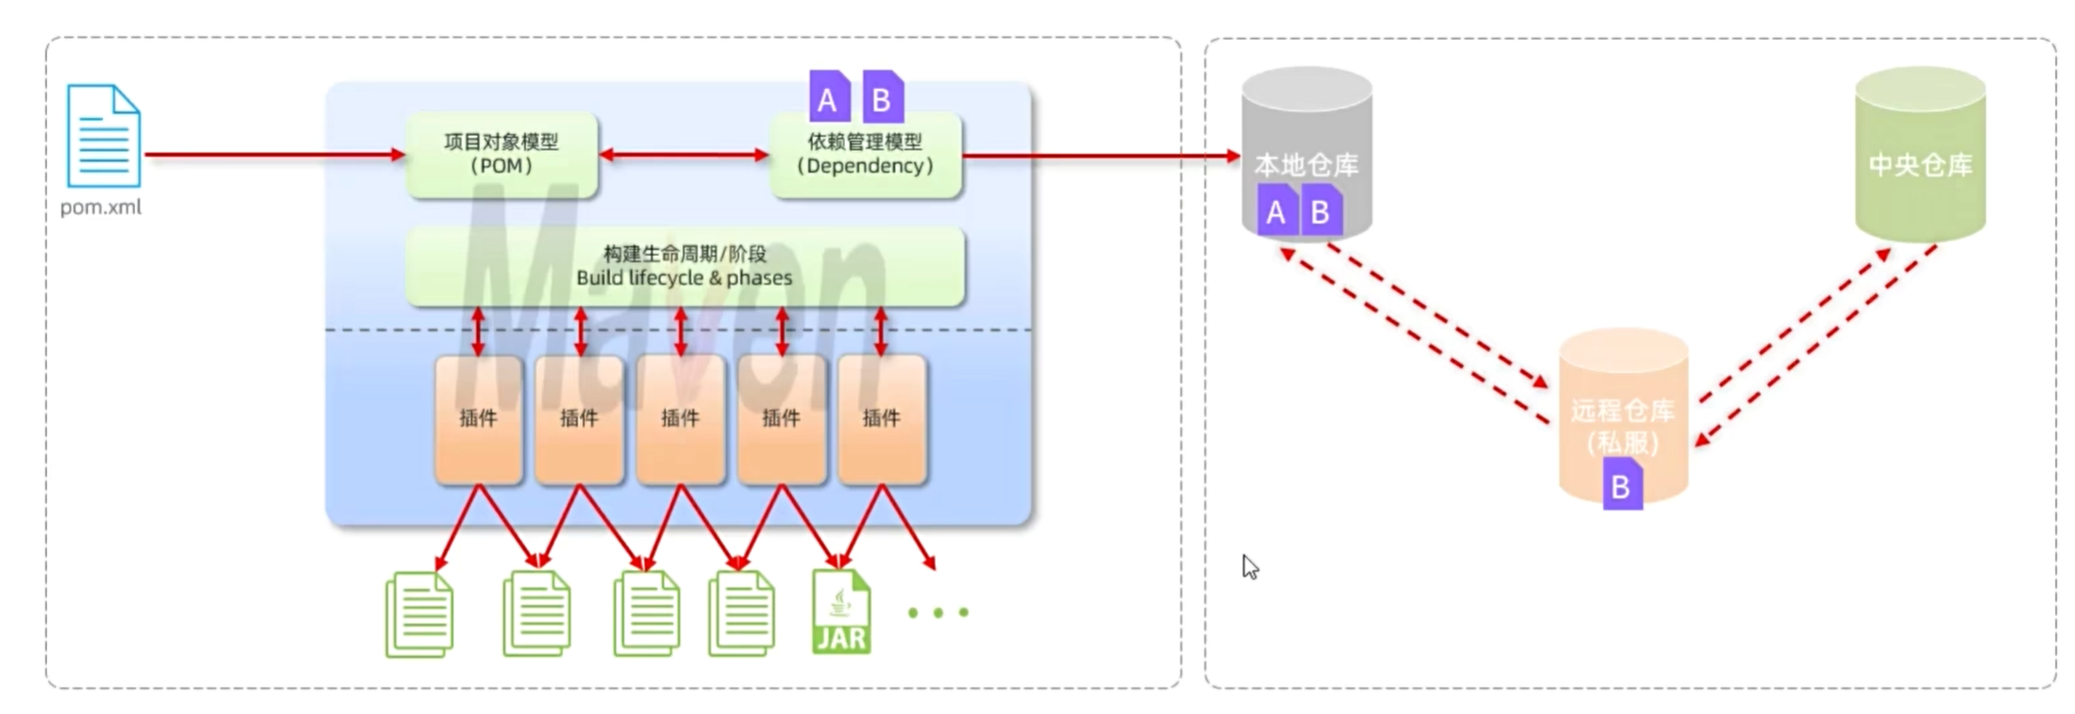 pom.xml
项目对象模型
(POM)
A
B
依赖管理模型
(Dependency)
构建生命周期/阶段
Build lifecycle & phases
Maven
插件
插件
插件
插件
插件
JAR
本地仓库
A
B
中央仓库
远程仓库
(私服)
B